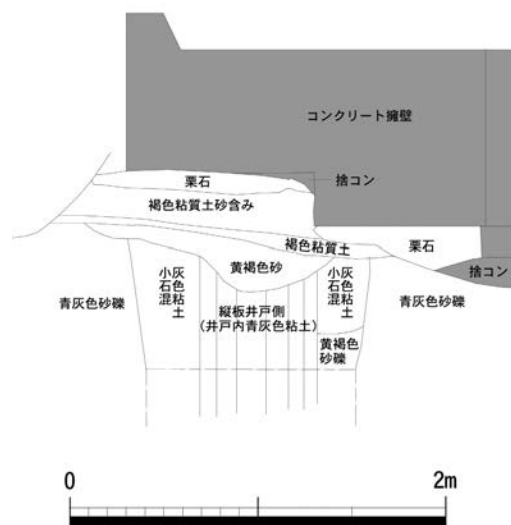 コンクリート擁壁
栗石
捨コン
褐色粘質土砂含み
褐色粘質土
栗石
黄褐色砂
捨コン
灰色粘土
小石混
灰色粘土
小石混
青灰色砂礫
縦板井戸側
(井戸内青灰色粘土)
青灰色砂礫
黄褐色
砂礫
0
2m